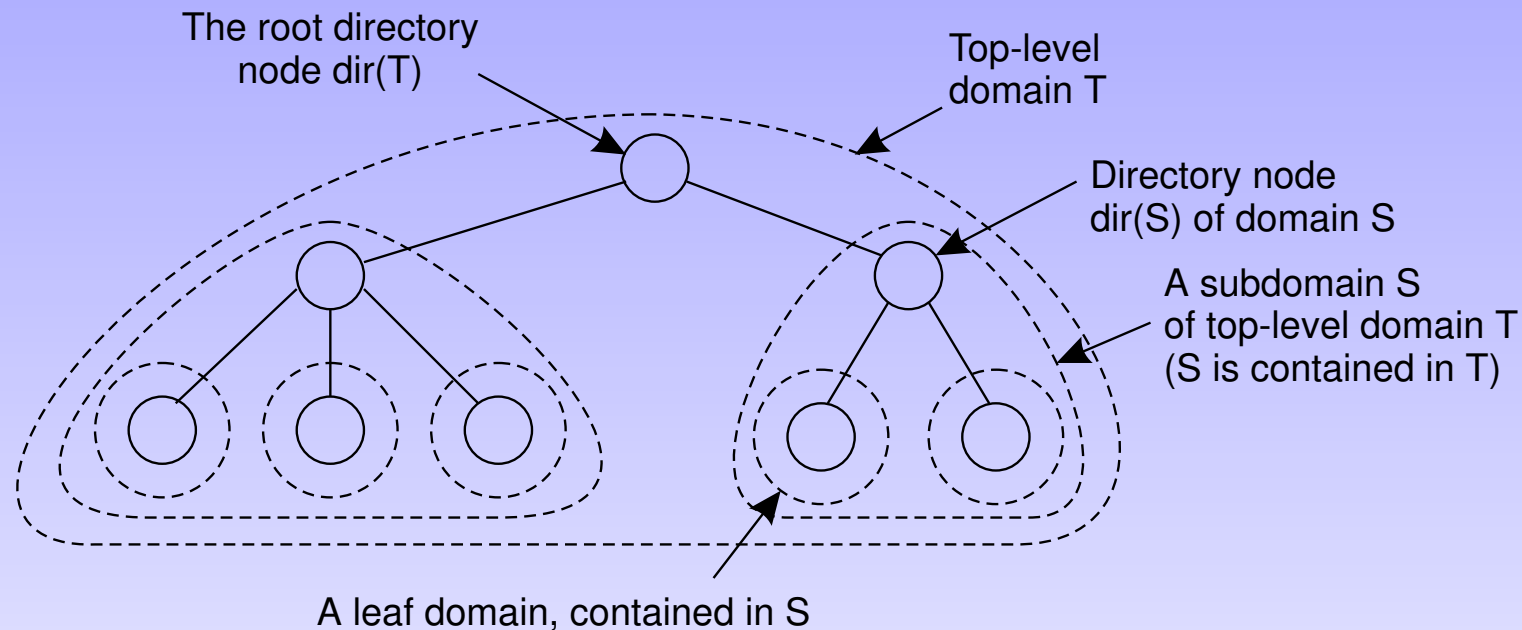 The root directory
node dir(T)
Top-level
domain T
Directory node
dir(S) of domain S
A subdomain S
of top-level domain T
(S is contained in T)
A leaf domain, contained in S